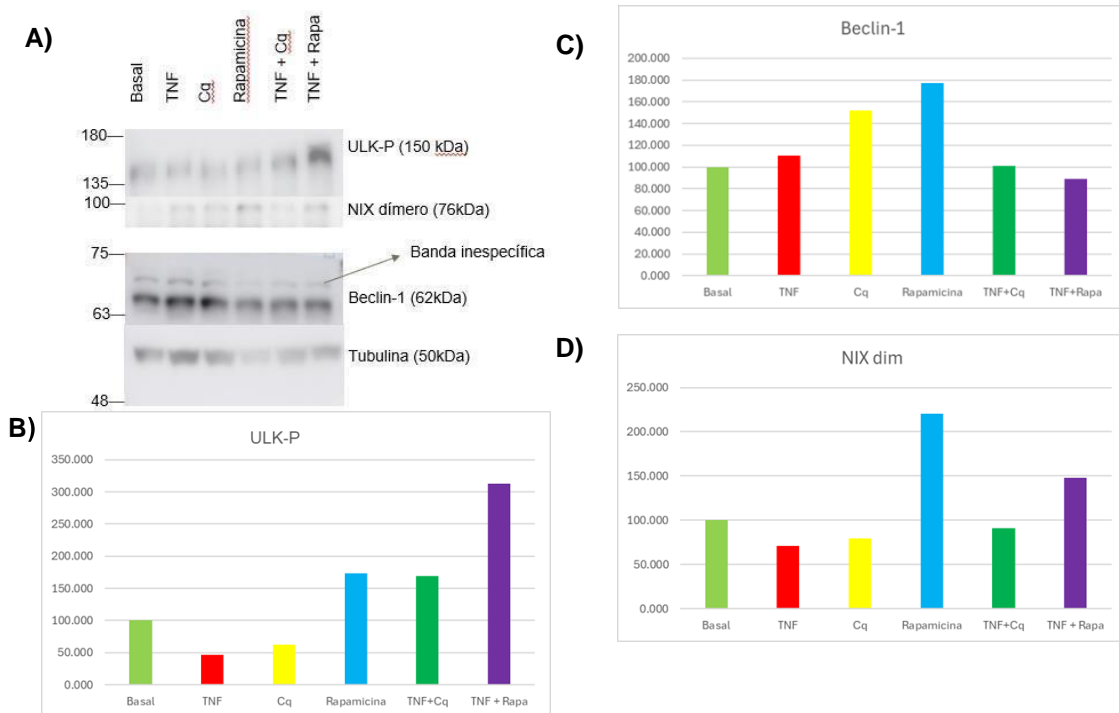 A)
Basal
TNF
Cq
Rapamicina
TNF + Cq
TNF + Rapa
180
ULK-P (150 kDa)
135
100
NIX dímero (76kDa)
75
Banda inespecífica
Beclin-1 (62kDa)
63
Tubulina (50kDa)
48
B)
ULK-P
350.000
300.000
250.000
200.000
150.000
100.000
50.000
0.000
Basal TNF Cq Rapamicina TNF+Cq TNF + Rapa
C)
Beclin-1
200.000
180.000
160.000
140.000
120.000
100.000
80.000
60.000
40.000
20.000
0.000
Basal TNF Cq Rapamicina TNF+Cq TNF+Rapa
D)
NIX dim
250.000
200.000
150.000
100.000
50.000
0.000
Basal TNF Cq Rapamicina TNF+Cq TNF + Rapa